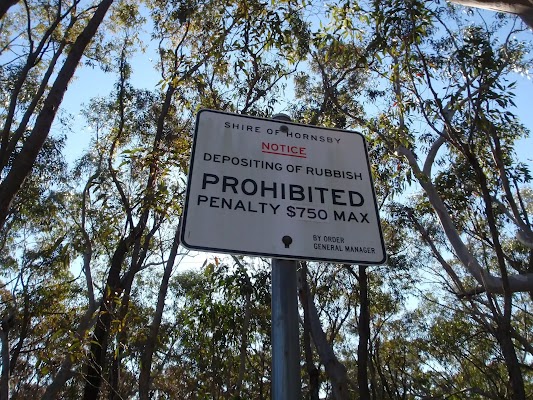 SHIRE OF HORNSBY
NOTICE
DEPOSITING OF RUBBISH
PROHIBITED
PENALTY $750 MAX
BY ORDER
GENERAL MANAGER